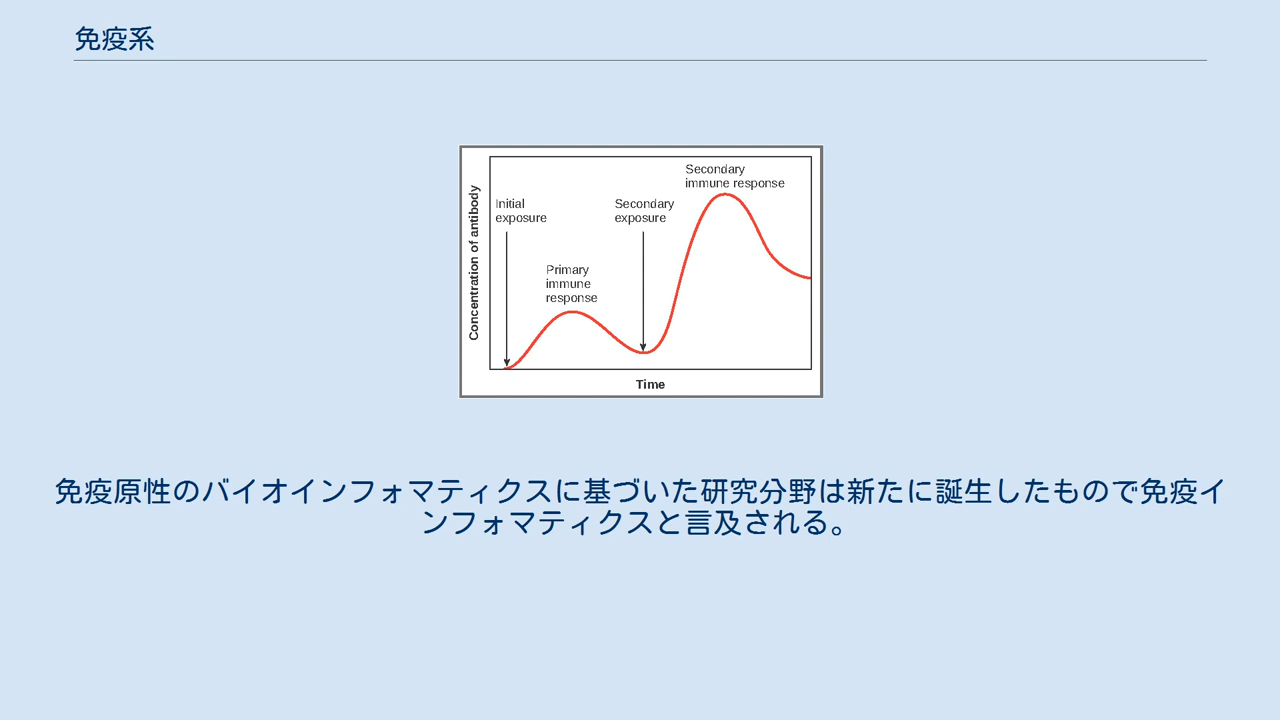 免疫系
Secondary
immune response
Initial
exposure
Secondary
exposure
Primary
immune
response
Concentration of antibody
Time
免疫原性のバイオインフォマティクスに基づいた研究分野は新たに誕生したもので免疫イ
ンフォマティクスと言及される。